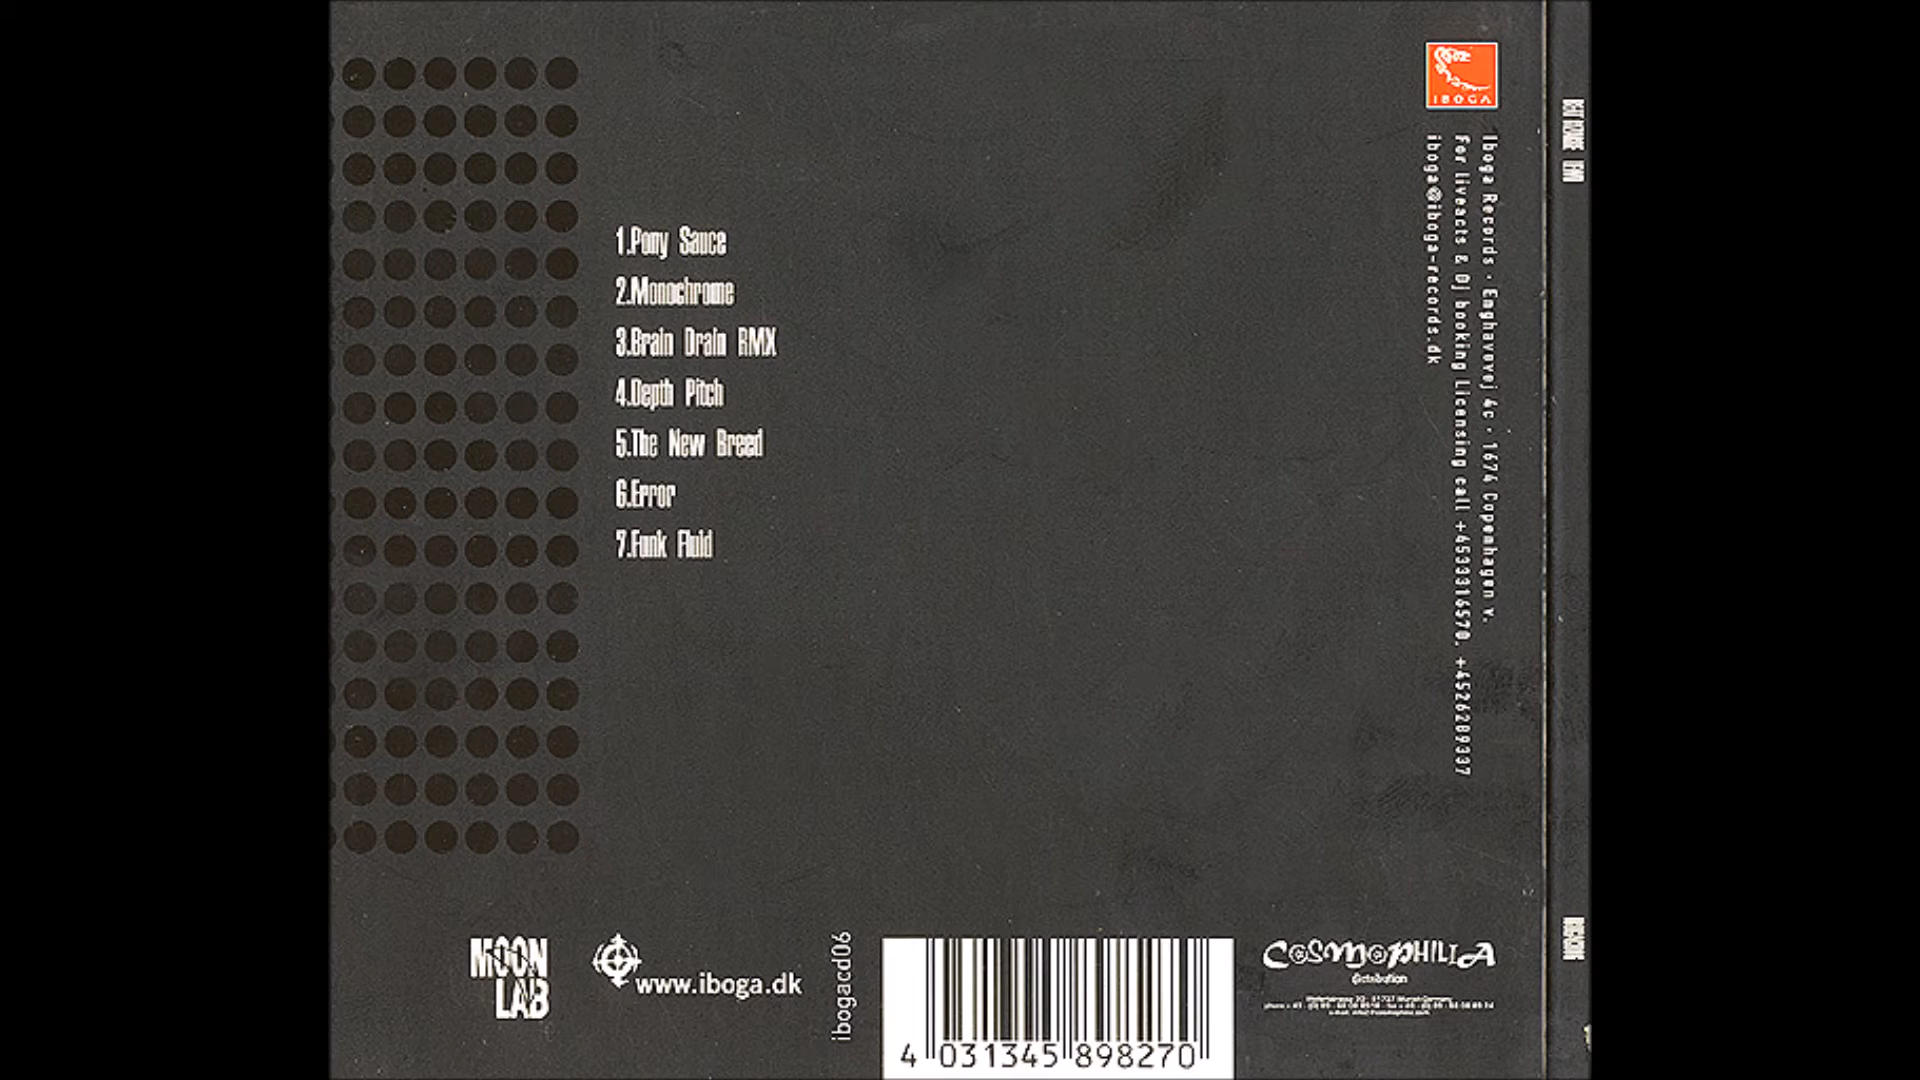 1.Pony Sauce
2.Monochrome
3.Brain Drain RMX
4.Depth Pitch
5.The New Breed
6.Error
7.Funk Fluid
IBOGA
Iboga Records · Enghavevej 4c · 1674 Copenhagen v.
For liveacts & Dj booking Licensing call +4533316570. +4526289337
iboga@iboga-records.dk
MOON
LAB
www.iboga.dk
ibogacd06
4 031345 898270
COSMOPHILIA
distribution